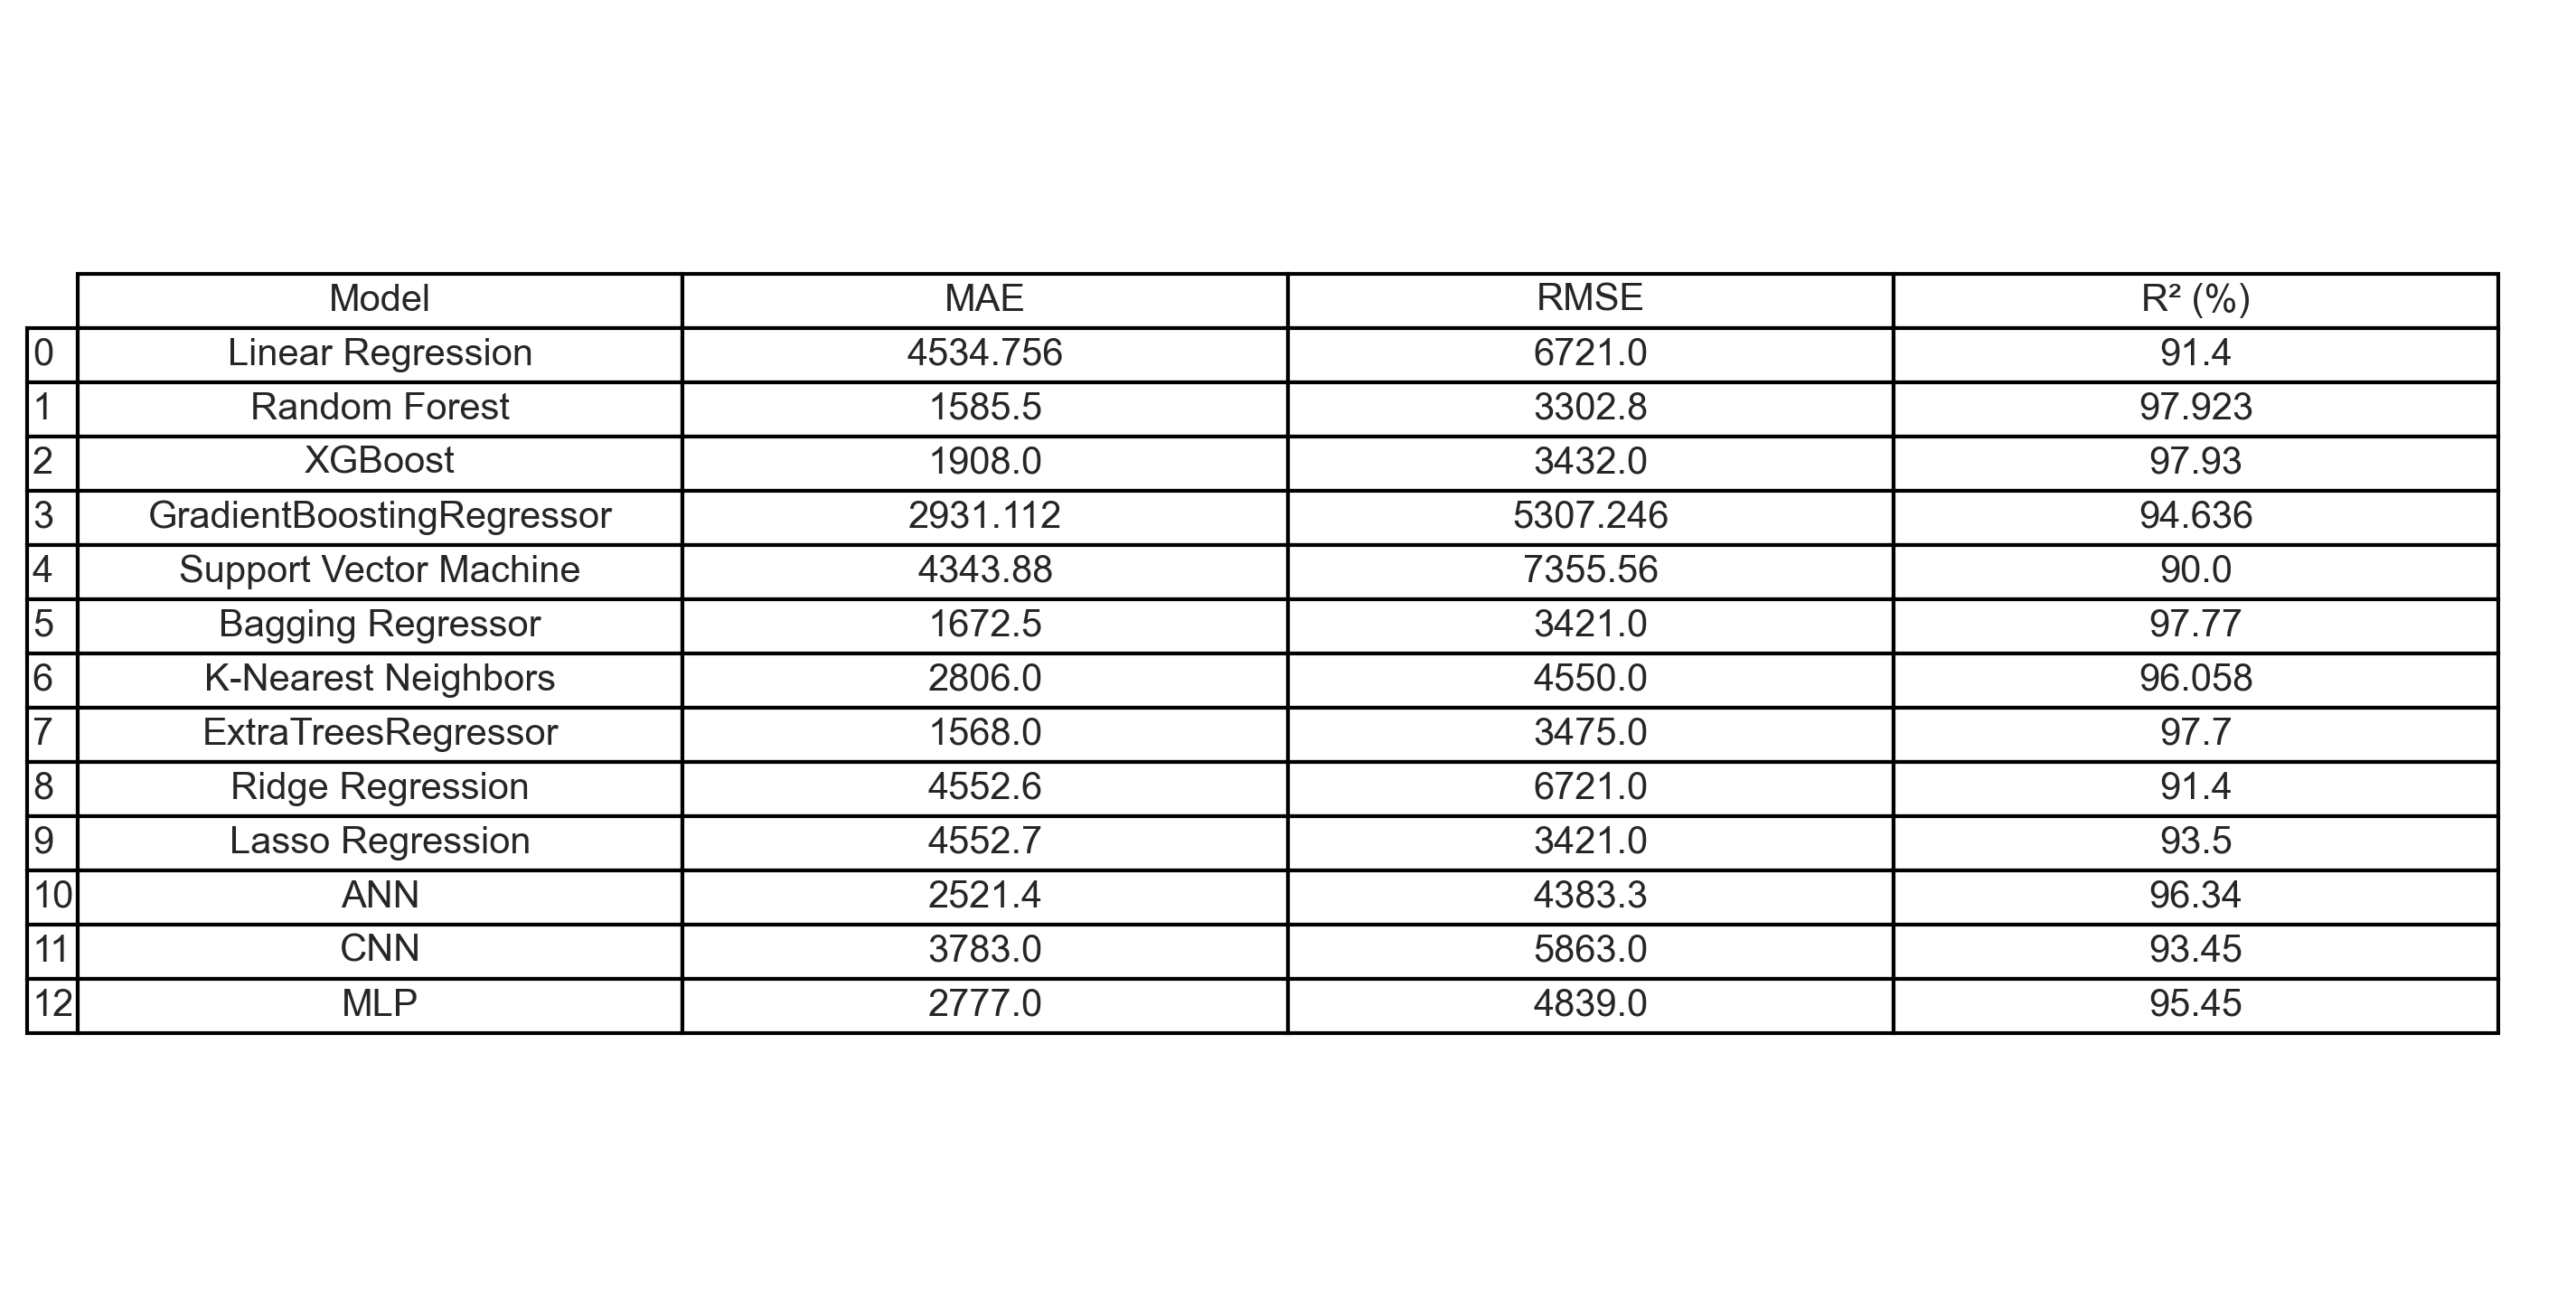 Model MAE RMSE R² (%)
0 Linear Regression 4534.756 6721.0 91.4
1 Random Forest 1585.5 3302.8 97.923
2 XGBoost 1908.0 3432.0 97.93
3 GradientBoostingRegressor 2931.112 5307.246 94.636
4 Support Vector Machine 4343.88 7355.56 90.0
5 Bagging Regressor 1672.5 3421.0 97.77
6 K-Nearest Neighbors 2806.0 4550.0 96.058
7 ExtraTreesRegressor 1568.0 3475.0 97.7
8 Ridge Regression 4552.6 6721.0 91.4
9 Lasso Regression 4552.7 3421.0 93.5
10 ANN 2521.4 4383.3 96.34
11 CNN 3783.0 5863.0 93.45
12 MLP 2777.0 4839.0 95.45